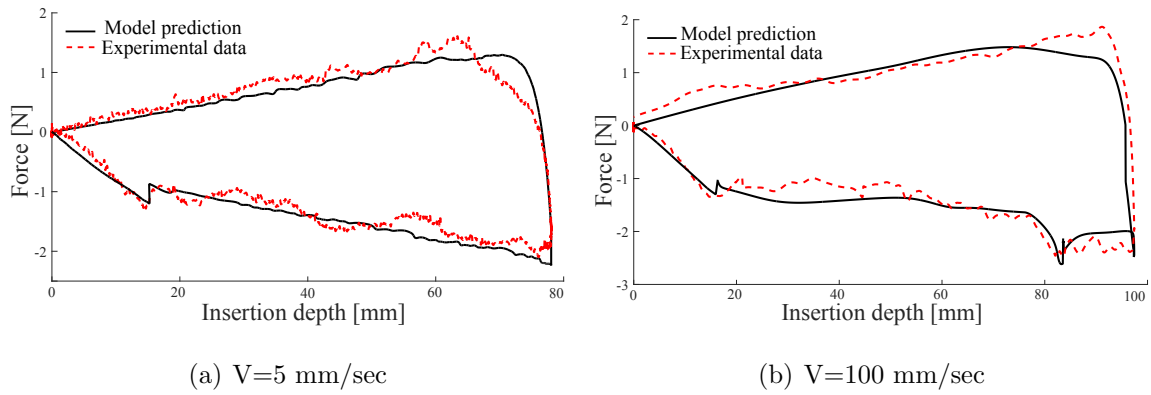 2
1
0
-1
-2
0
20
40
60
80
Force [N]
Insertion depth [mm]
Model prediction
Experimental data
(a) V=5 mm/sec
2
1
0
-1
-2
-3
0
20
40
60
80
100
Force [N]
Insertion depth [mm]
Model prediction
Experimental data
(b) V=100 mm/sec